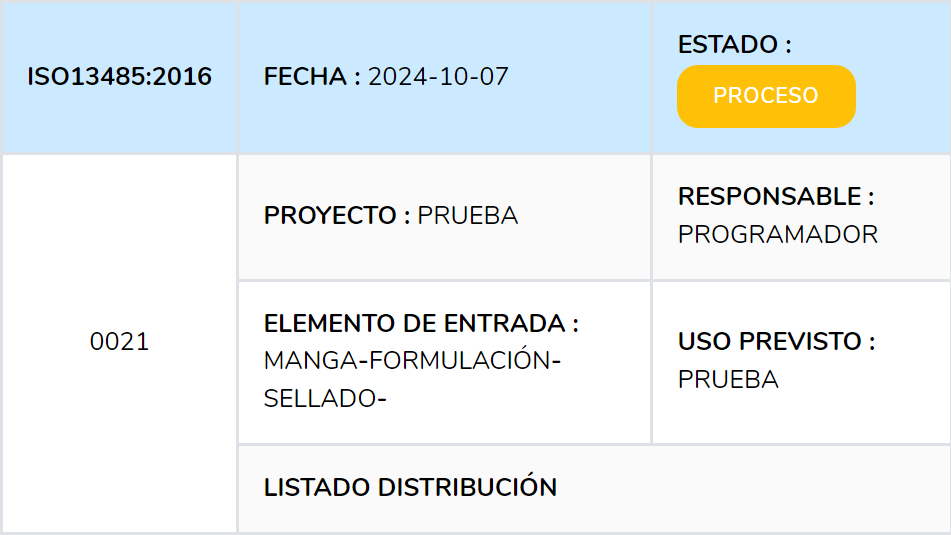 ISO13485:2016
FECHA : 2024-10-07
ESTADO :
PROCESO
0021
PROYECTO : PRUEBA
RESPONSABLE :
PROGRAMADOR
ELEMENTO DE ENTRADA :
MANGA-FORMULACIÓN-
SELLADO-
USO PREVISTO :
PRUEBA
LISTADO DISTRIBUCIÓN